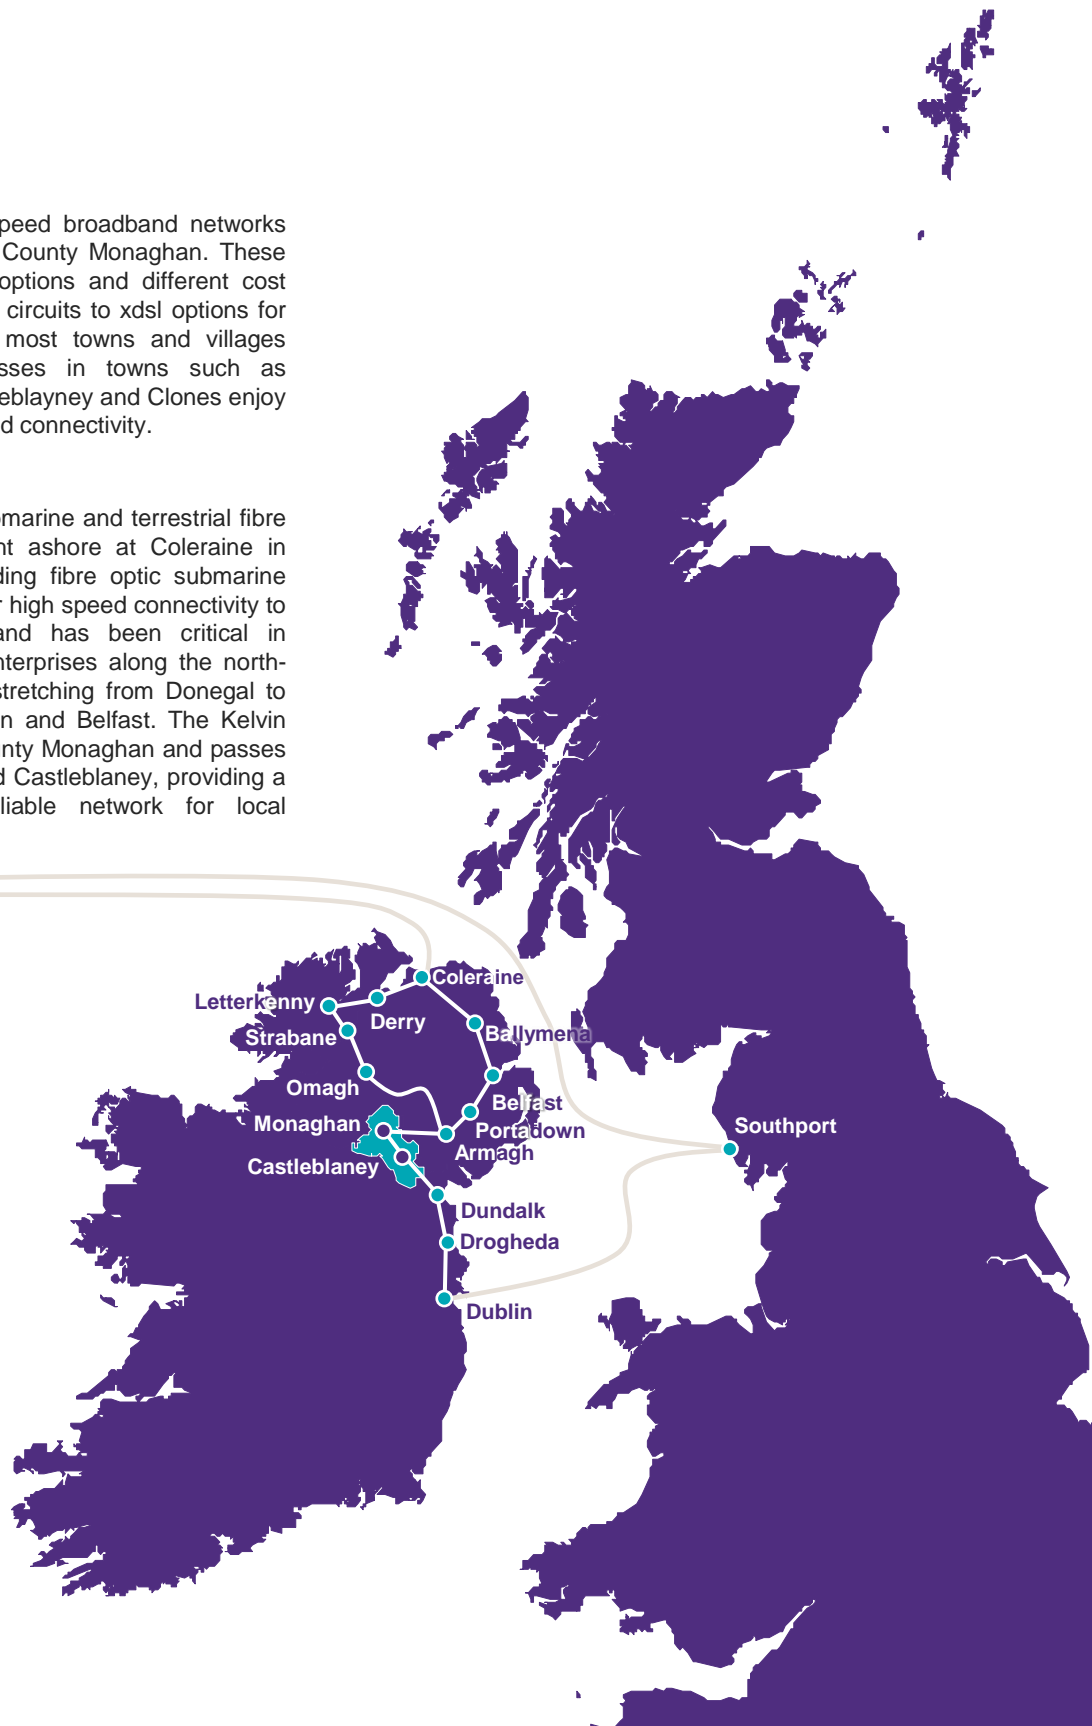 peed broadband networks
County Monaghan. These
options and different cost
circuits to xdsl options for
most towns and villages
sses in towns such as
eblayney and Clones enjoy
d connectivity.
marine and terrestrial fibre
nt ashore at Coleraine in
ding fibre optic submarine
r high speed connectivity to
and has been critical in
nterprises along the north-
stretching from Donegal to
n and Belfast. The Kelvin
nty Monaghan and passes
d Castleblaney, providing a
liable network for local
Coleraine
Letterkenny
Derry
Strabane
Ballymena
Omagh
Belfast
Monaghan
Portadown
Southport
Armagh
Castleblaney
Dundalk
Drogheda
Dublin